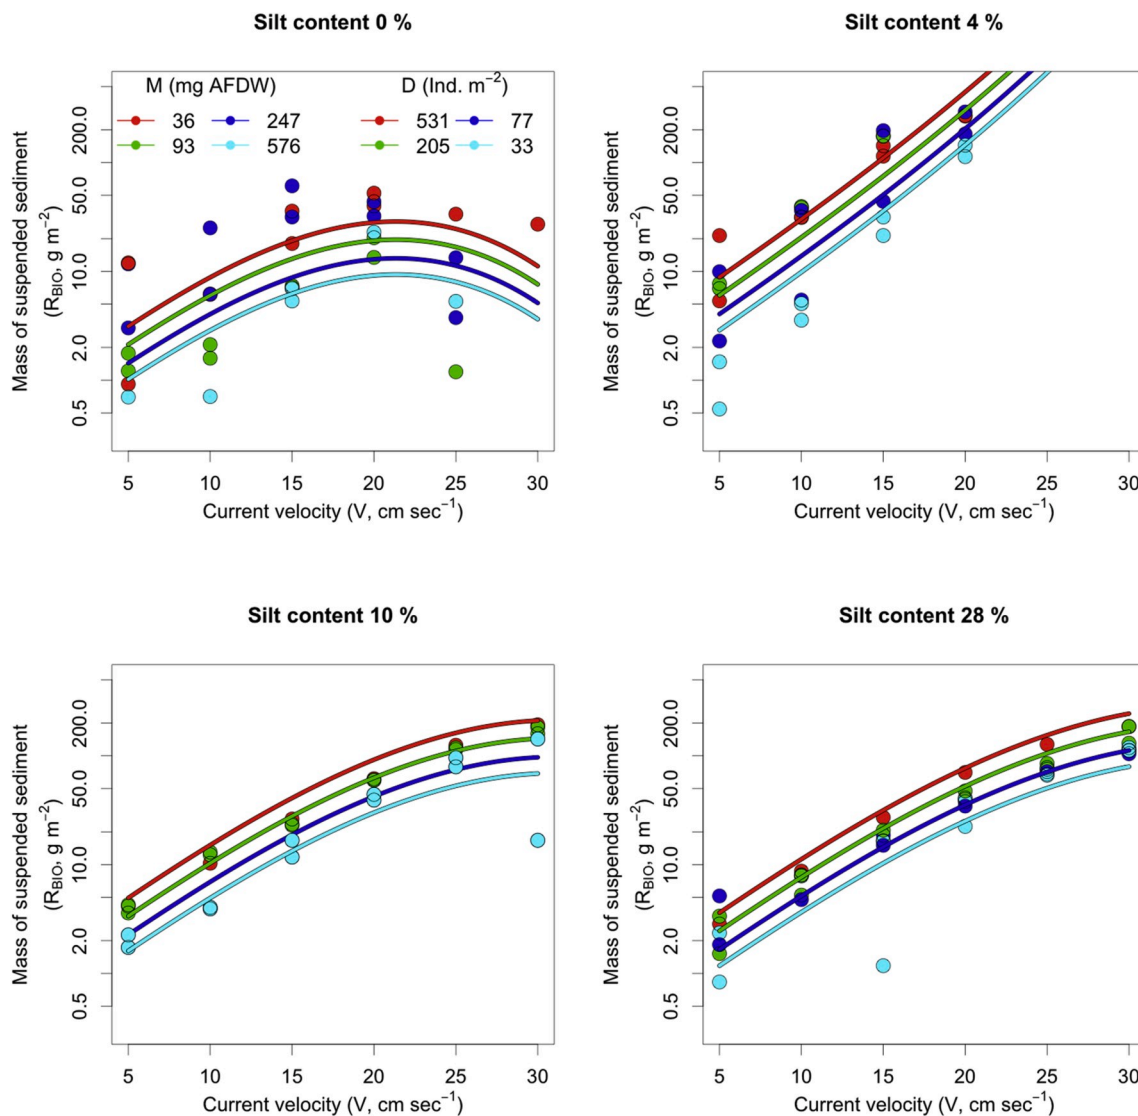 Silt content 0 %
M (mg AFDW) D (Ind. m−2)
36 247 531 77
93 576 205 33
Mass of suspended sediment
(RBIO, g m−2)
200.0
50.0
10.0
2.0
0.5
5 10 15 20 25 30
Current velocity (V, cm sec−1)
Silt content 4 %
Mass of suspended sediment
(RBIO, g m−2)
200.0
50.0
10.0
2.0
0.5
5 10 15 20 25 30
Current velocity (V, cm sec−1)
Silt content 10 %
Mass of suspended sediment
(RBIO, g m−2)
200.0
50.0
10.0
2.0
0.5
5 10 15 20 25 30
Current velocity (V, cm sec−1)
Silt content 28 %
Mass of suspended sediment
(RBIO, g m−2)
200.0
50.0
10.0
2.0
0.5
5 10 15 20 25 30
Current velocity (V, cm sec−1)